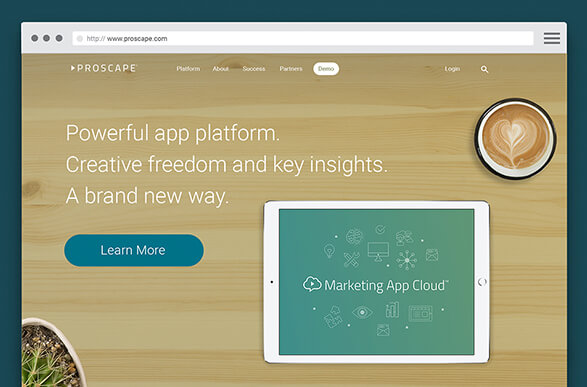 http:// www.proscape.com
PROSCAPE
Platform About Success Partners Demo Login
Powerful app platform.
Creative freedom and key insights.
A brand new way.
Learn More
Marketing App Cloud™